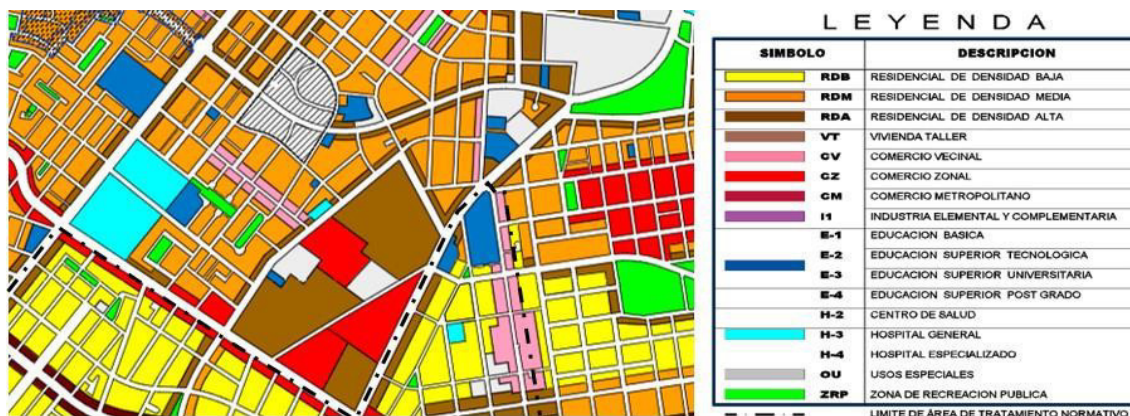 LEYENDA
SIMBOLO DESCRIPCION
RDB RESIDENCIAL DE DENSIDAD BAJA
RDM RESIDENCIAL DE DENSIDAD MEDIA
RDA RESIDENCIAL DE DENSIDAD ALTA
VT VIVIENDA TALLER
CV COMERCIO VECINAL
CZ COMERCIO ZONAL
CM COMERCIO METROPOLITANO
I1 INDUSTRIA ELEMENTAL Y COMPLEMENTARIA
E-1 EDUCACION BASICA
E-2 EDUCACION SUPERIOR TECNOLOGICA
E-3 EDUCACION SUPERIOR UNIVERSITARIA
E-4 EDUCACION SUPERIOR POST GRADO
H-2 CENTRO DE SALUD
H-3 HOSPITAL GENERAL
H-4 HOSPITAL ESPECIALIZADO
OU USOS ESPECIALES
ZRP ZONA DE RECREACION PUBLICA
LIMITE DE ÁREA DE TRATAMIENTO NORMATIVO